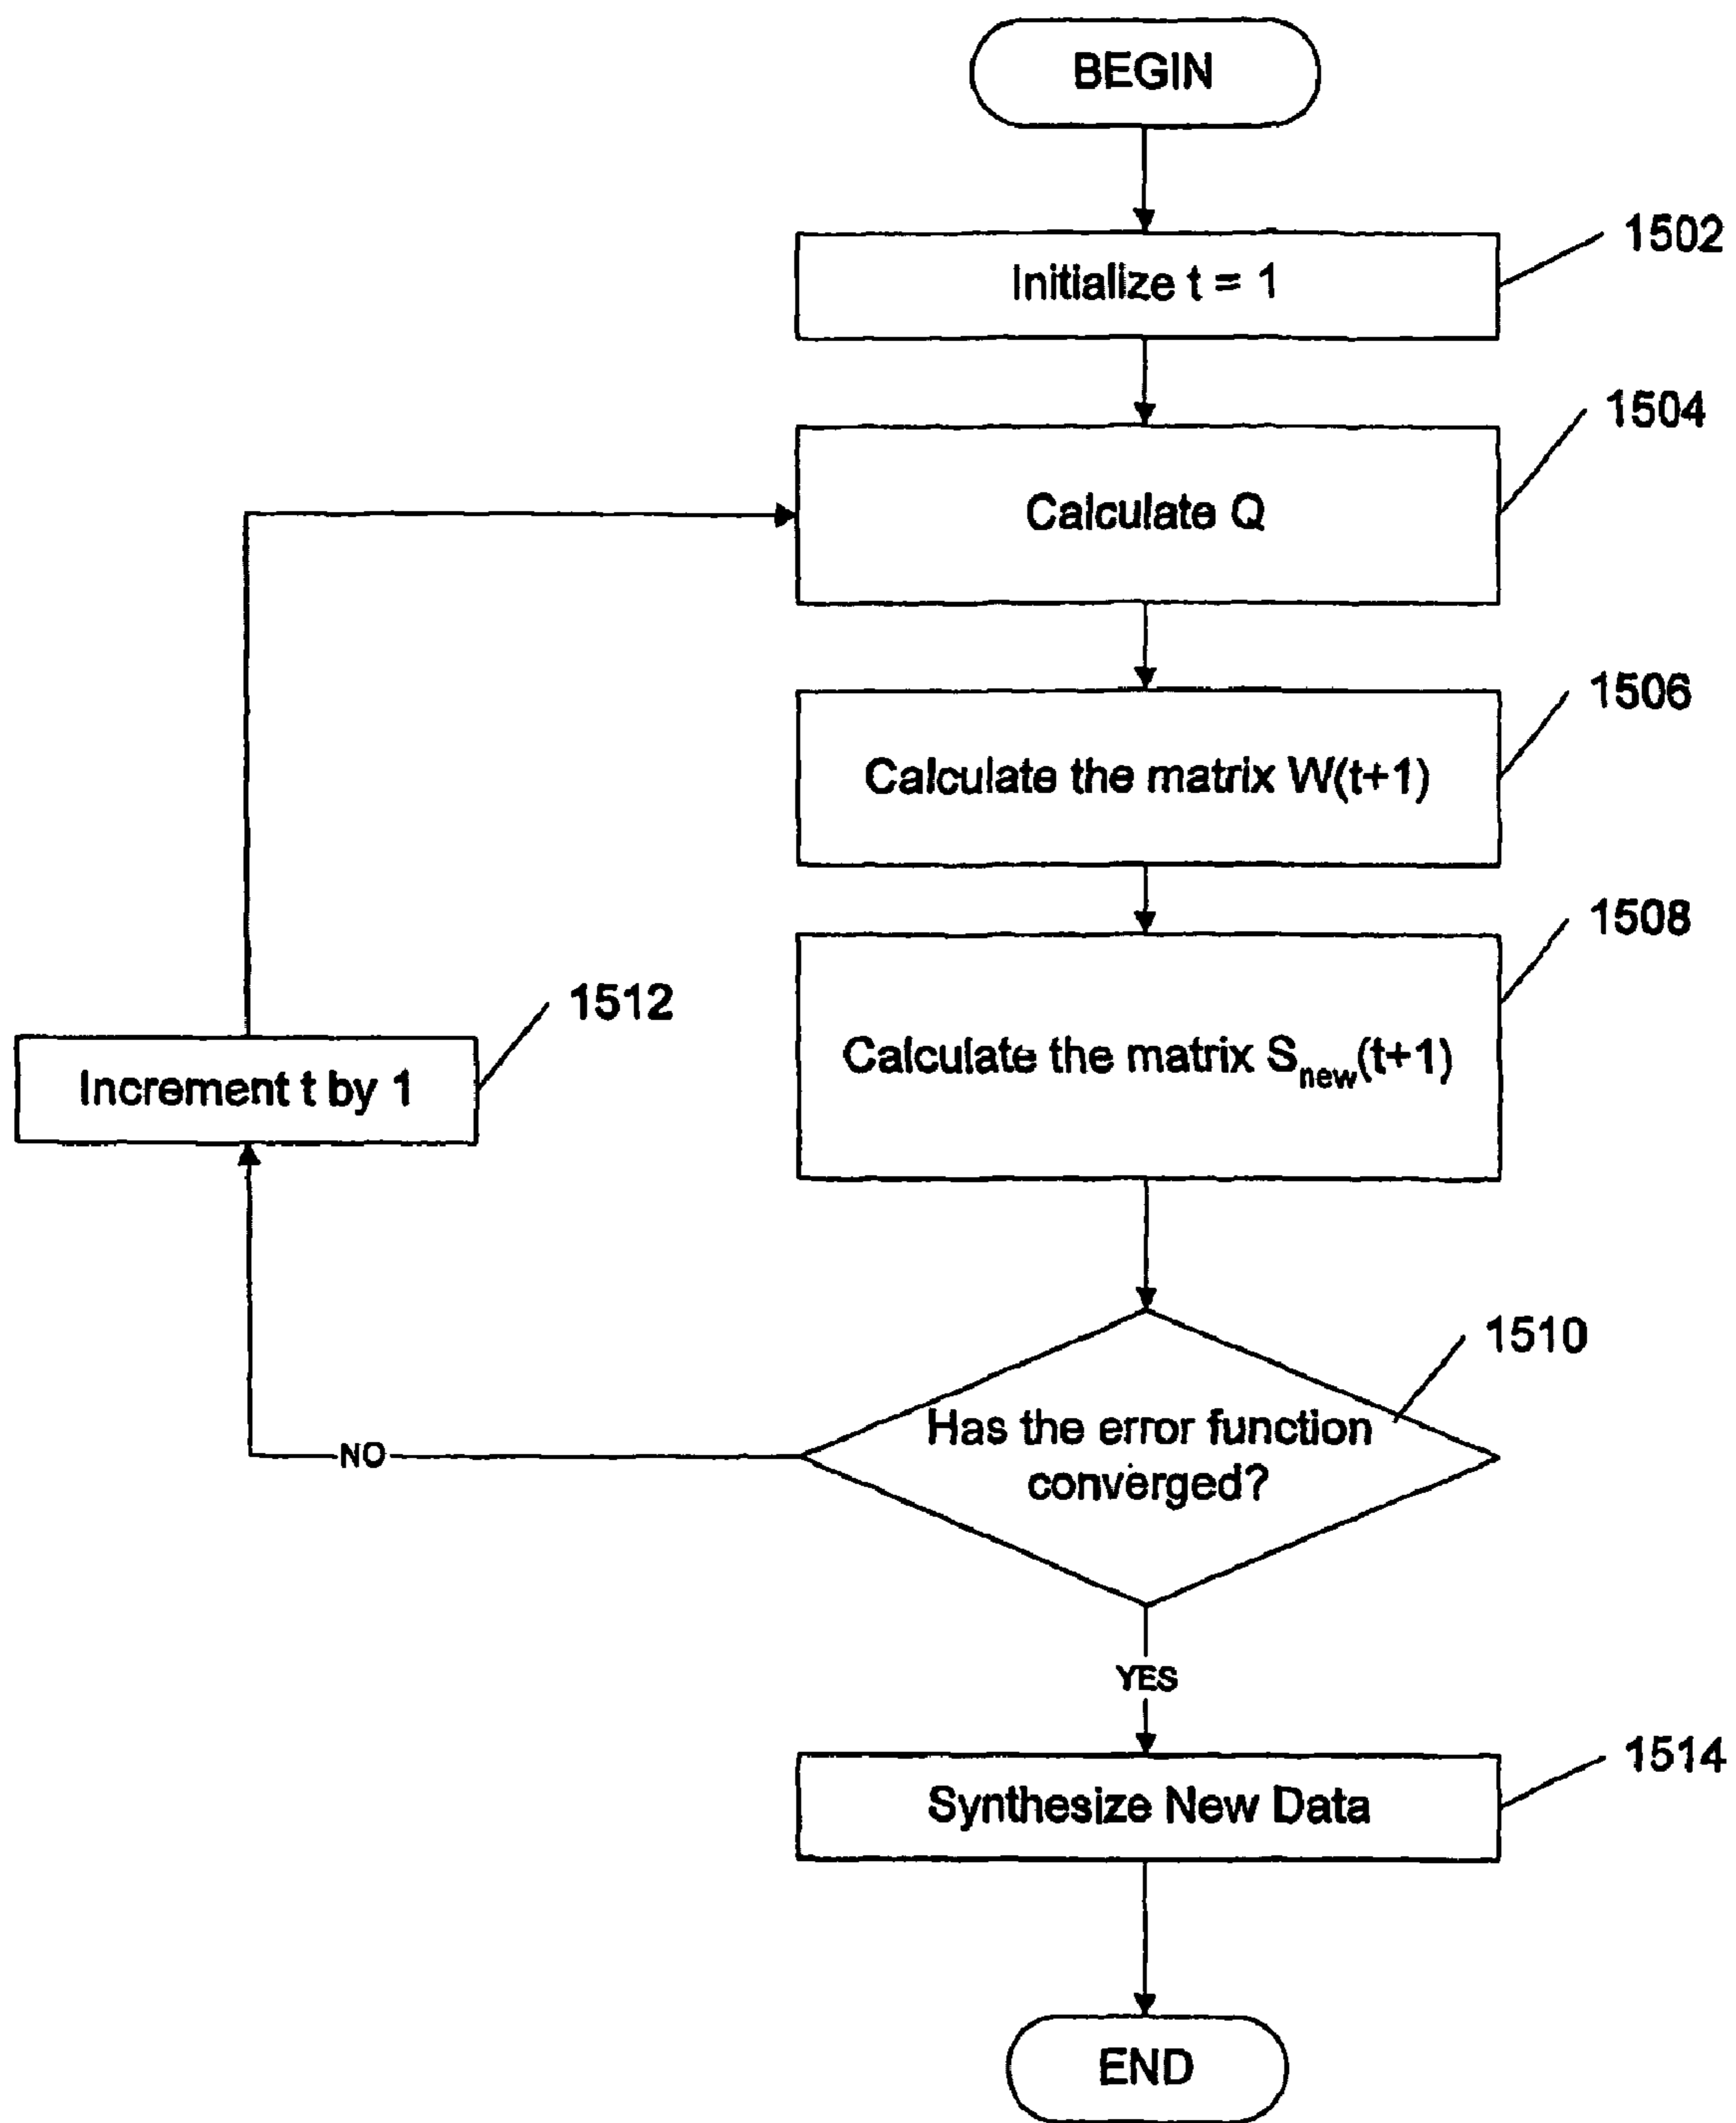 BEGIN
1502
Initialize t = 1
1504
Calculate Q
1506
Calculate the matrix W(t+1)
1508
Calculate the matrix Snew(t+1)
1512
Increment t by 1
1510
Has the error function
converged?
NO
YES
1514
Synthesize New Data
END